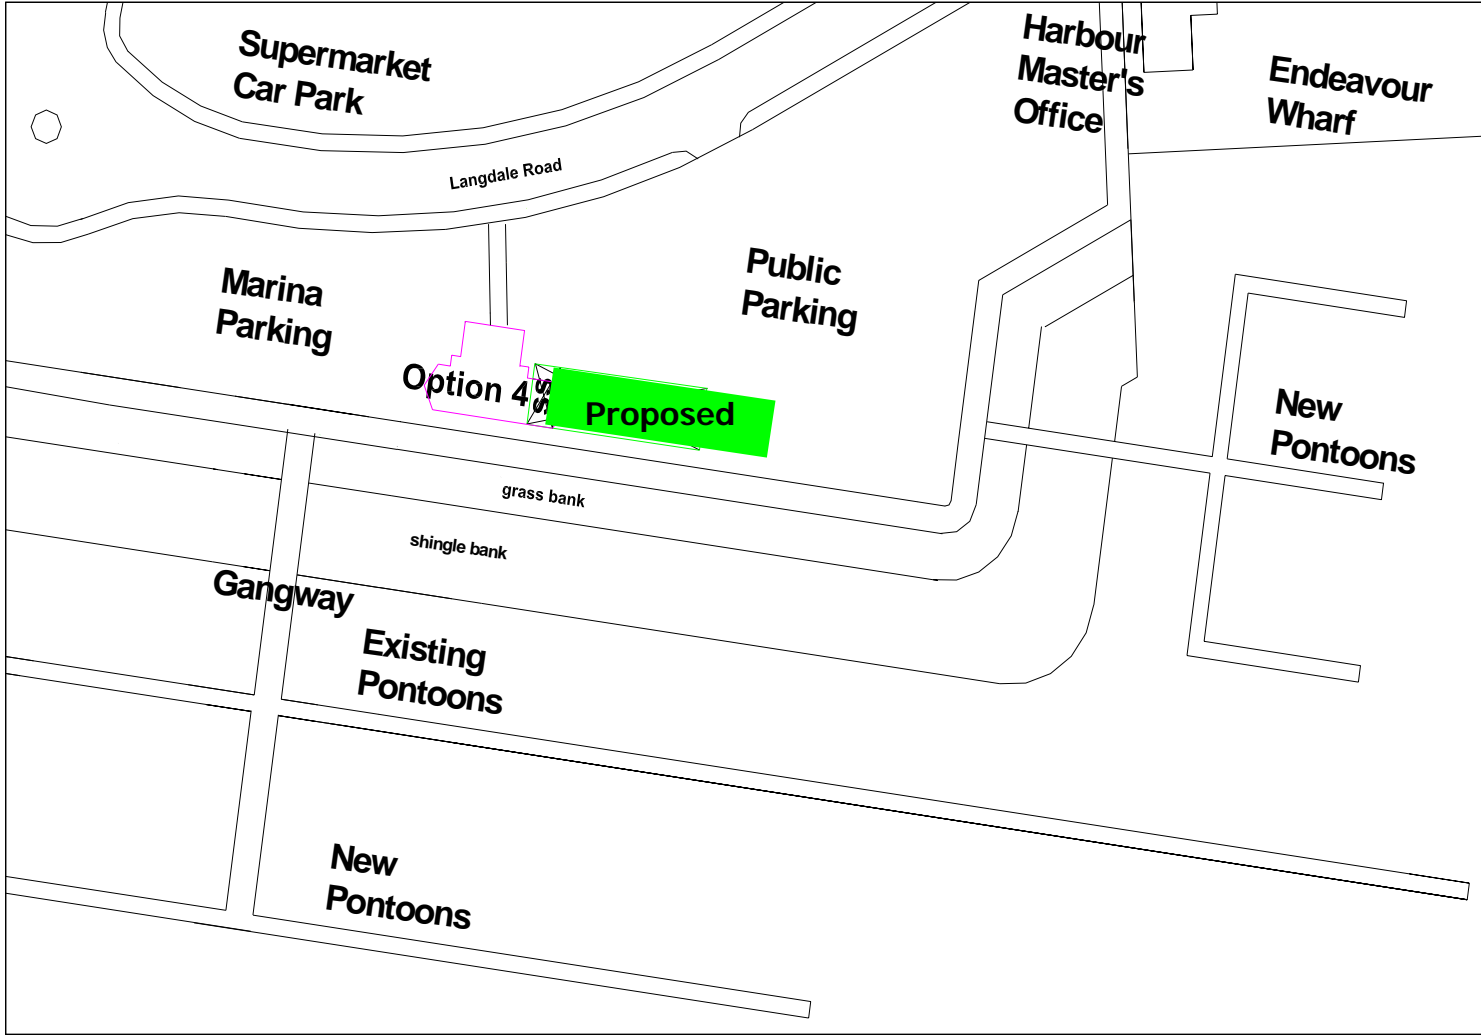 Supermarket
Car Park
Harbour
Master's
Office
Endeavour
Wharf
Langdale Road
Marina
Parking
Public
Parking
Option 4
SS
Proposed
New
Pontoons
grass bank
shingle bank
Gangway
Existing
Pontoons
New
Pontoons